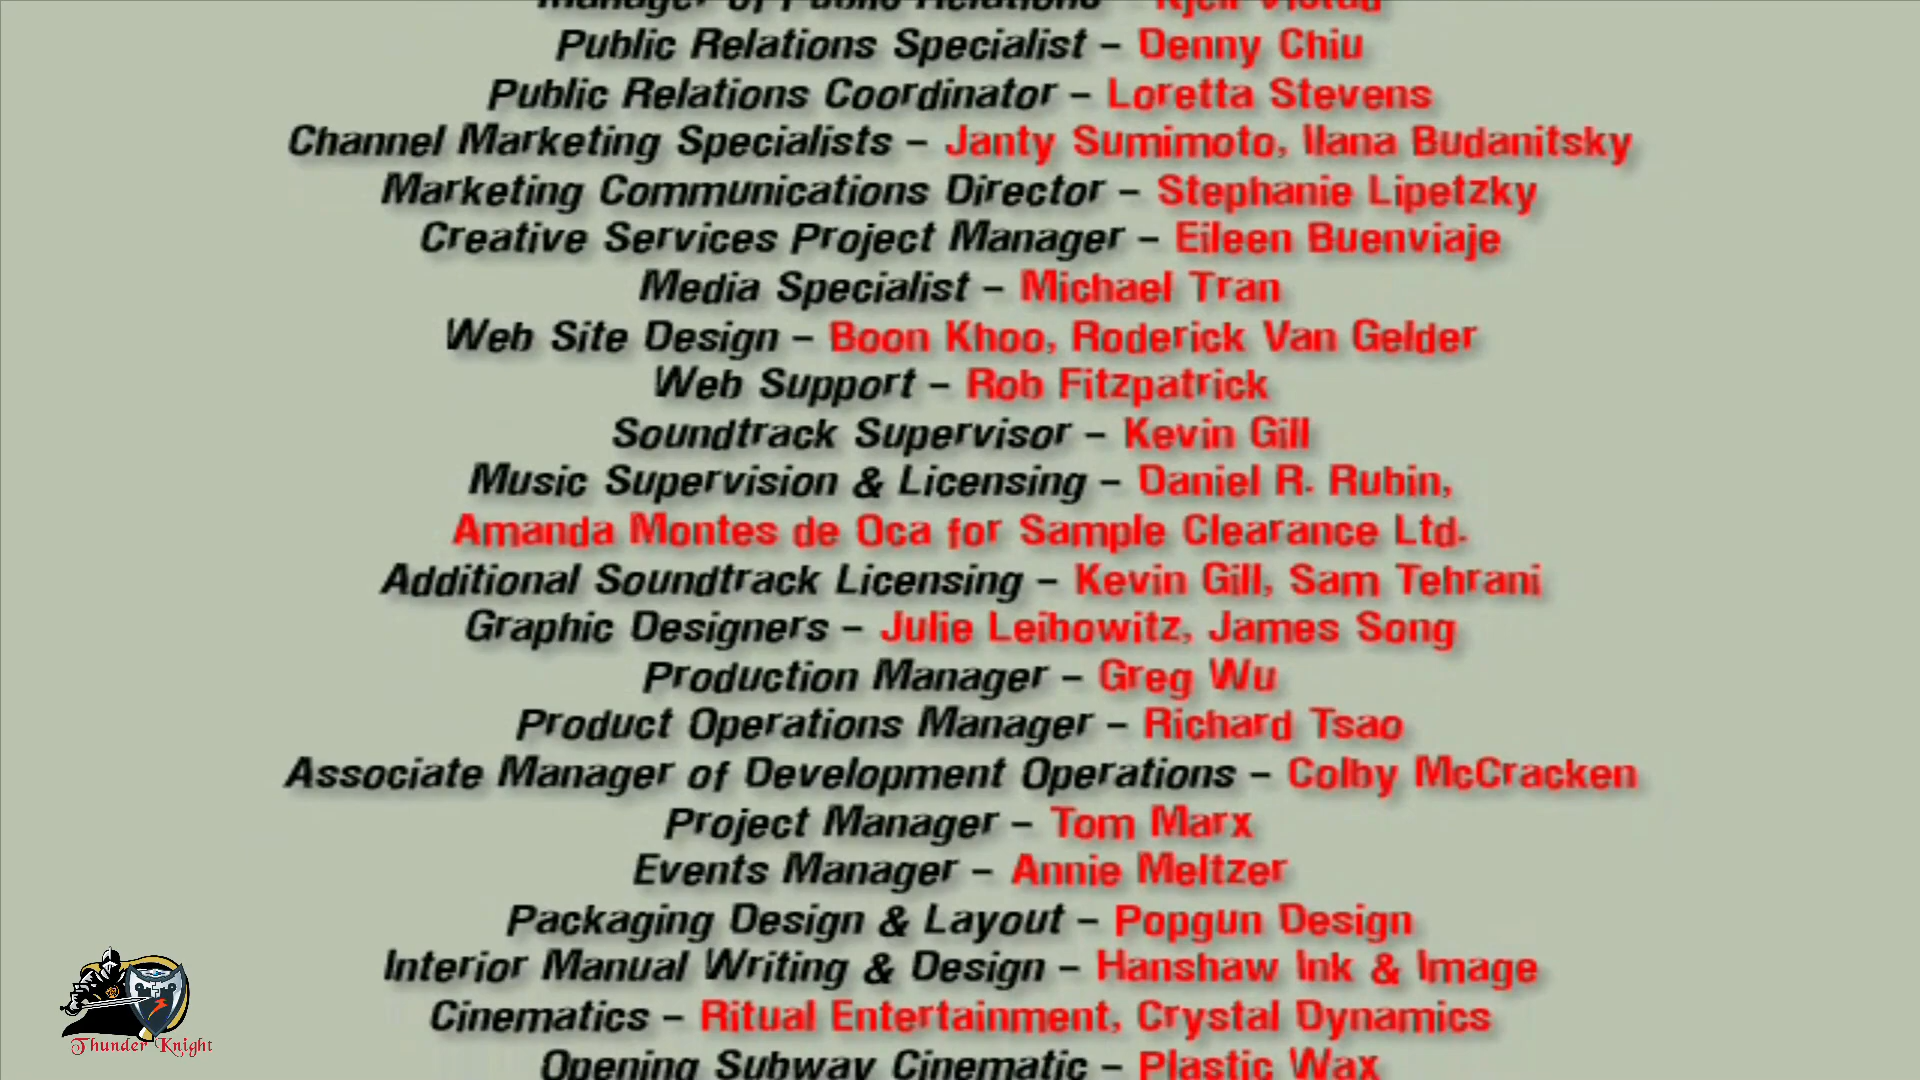 Manager of Public Relations –
Public Relations Specialist – Denny Chiu
Public Relations Coordinator – Loretta Stevens
Channel Marketing Specialists – Janty Sumimoto, Ilana Budanitsky
Marketing Communications Director – Stephanie Lipetzky
Creative Services Project Manager – Eileen Buenviaje
Media Specialist – Michael Tran
Web Site Design – Boon Khoo, Roderick Van Gelder
Web Support – Rob Fitzpatrick
Soundtrack Supervisor – Kevin Gill
Music Supervision & Licensing – Daniel R. Rubin,
Amanda Montes de Oca for Sample Clearance Ltd.
Additional Soundtrack Licensing – Kevin Gill, Sam Tehrani
Graphic Designers – Julie Leibowitz, James Song
Production Manager – Greg Wu
Product Operations Manager – Richard Tsao
Associate Manager of Development Operations – Colby McCracken
Project Manager – Tom Marx
Events Manager – Annie Meltzer
Packaging Design & Layout – Popgun Design
Interior Manual Writing & Design – Hanshaw Ink & Image
Cinematics – Ritual Entertainment, Crystal Dynamics
Opening Subway Cinematic – Plastic Wax
Thunder Knight